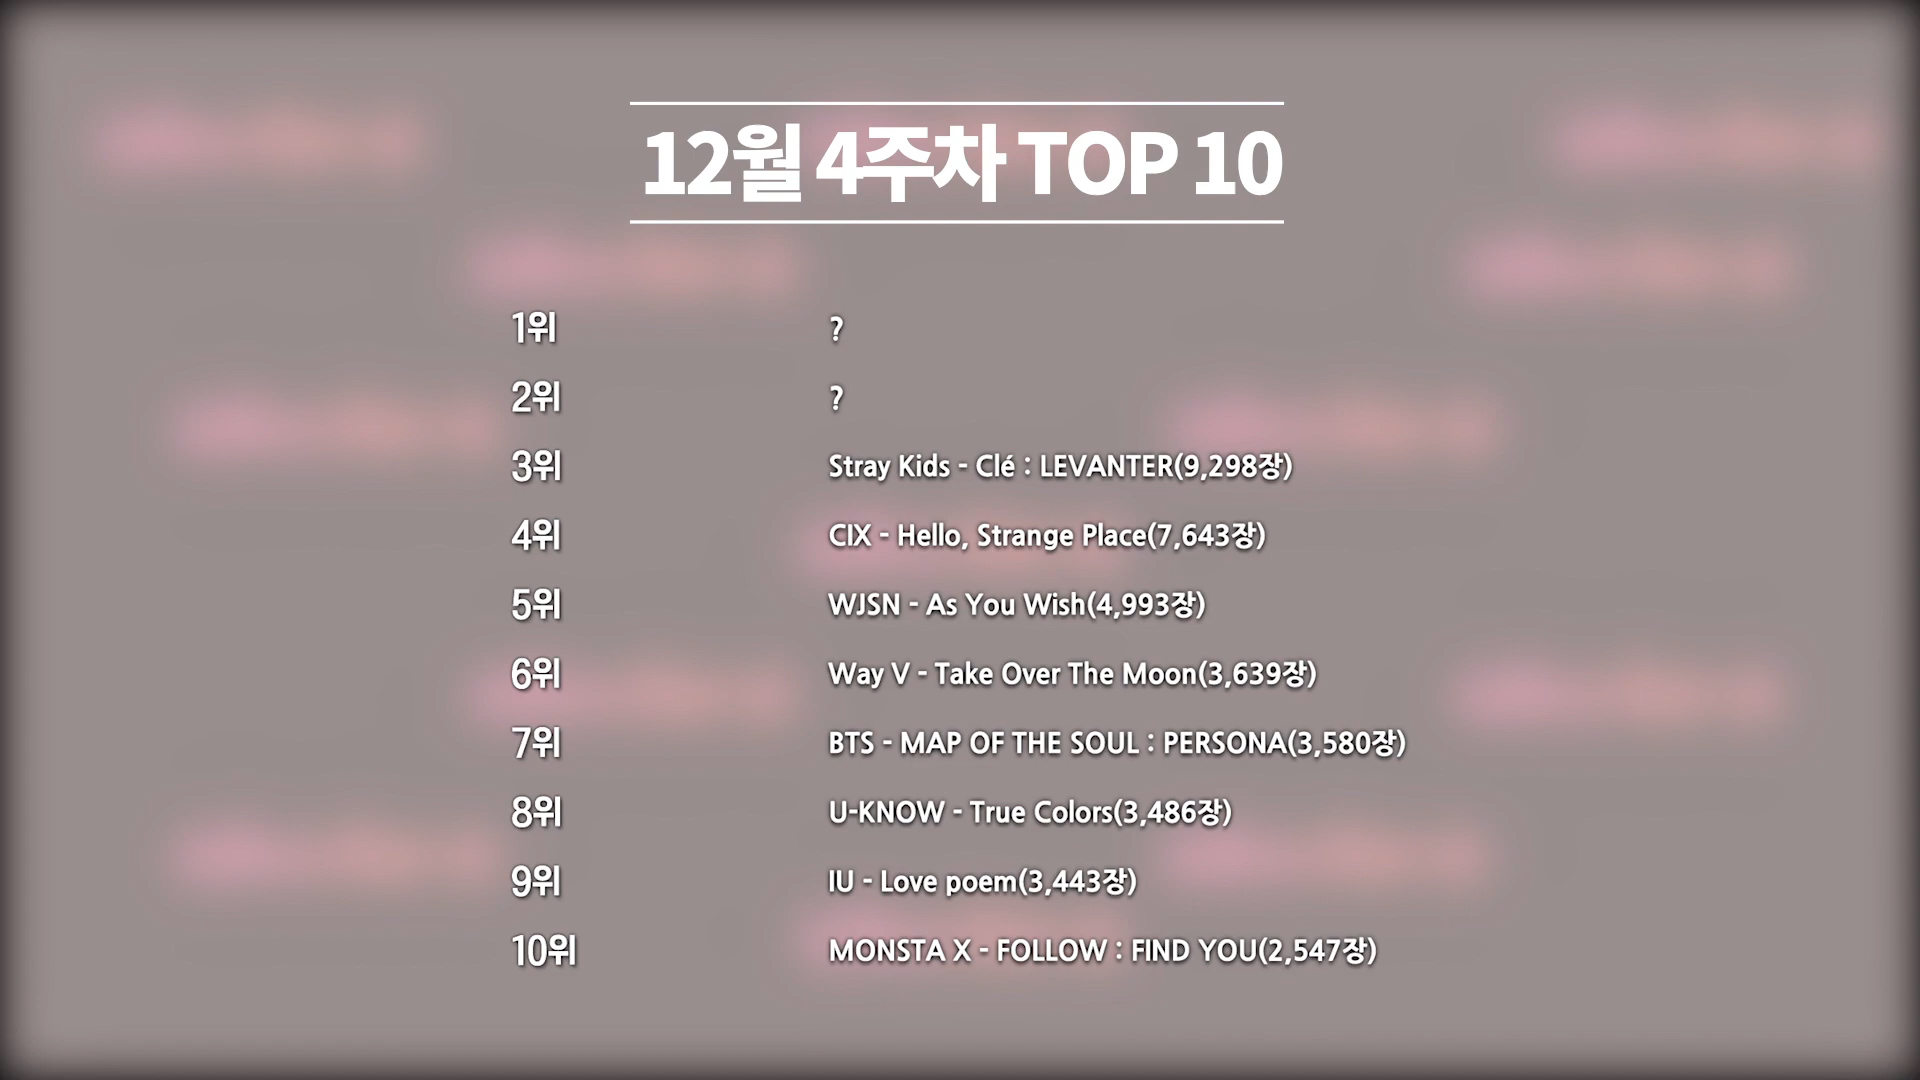 12월 4주차 TOP 10
1위 ?
2위 ?
3위 Stray Kids - Clé : LEVANTER(9,298장)
4위 CIX - Hello, Strange Place(7,643장)
5위 WJSN - As You Wish(4,993장)
6위 Way V - Take Over The Moon(3,639장)
7위 BTS - MAP OF THE SOUL : PERSONA(3,580장)
8위 U-KNOW - True Colors(3,486장)
9위 IU - Love poem(3,443장)
10위 MONSTA X - FOLLOW : FIND YOU(2,547장)